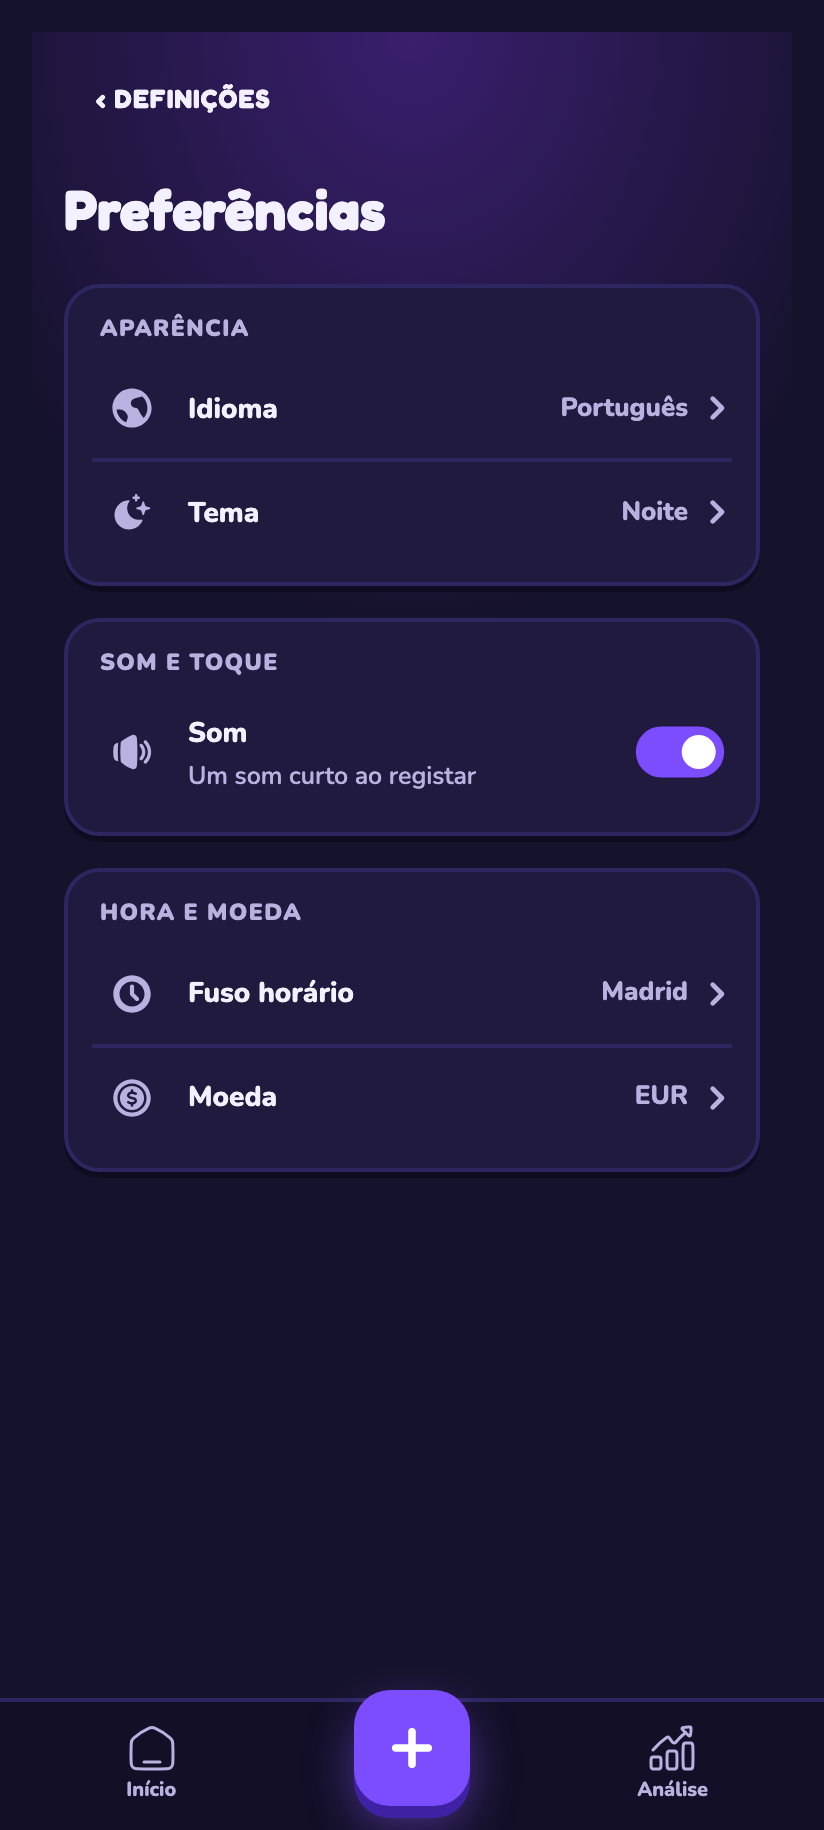 ‹ DEFINIÇÕES
Preferências
APARÊNCIA
Idioma
Português
Tema
Noite
SOM E TOQUE
Som
Um som curto ao registar
HORA E MOEDA
Fuso horário
Madrid
Moeda
EUR
Início
Análise